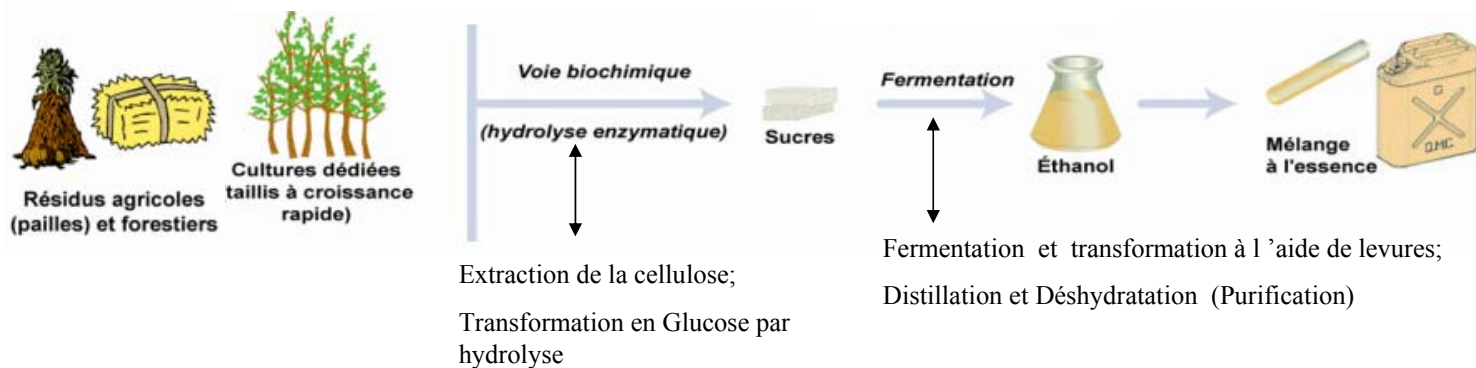 Résidus agricoles
(pailles) et forestiers
Cultures dédiées
taillis à croissance
rapide)
Voie biochimique
(hydrolyse enzymatique)
Sucres
Fermentation
Éthanol
Mélange
à l'essence
G
Q.M.C
Extraction de la cellulose;
Transformation en Glucose par
hydrolyse
Fermentation et transformation à l ’aide de levures;
Distillation et Déshydratation (Purification)